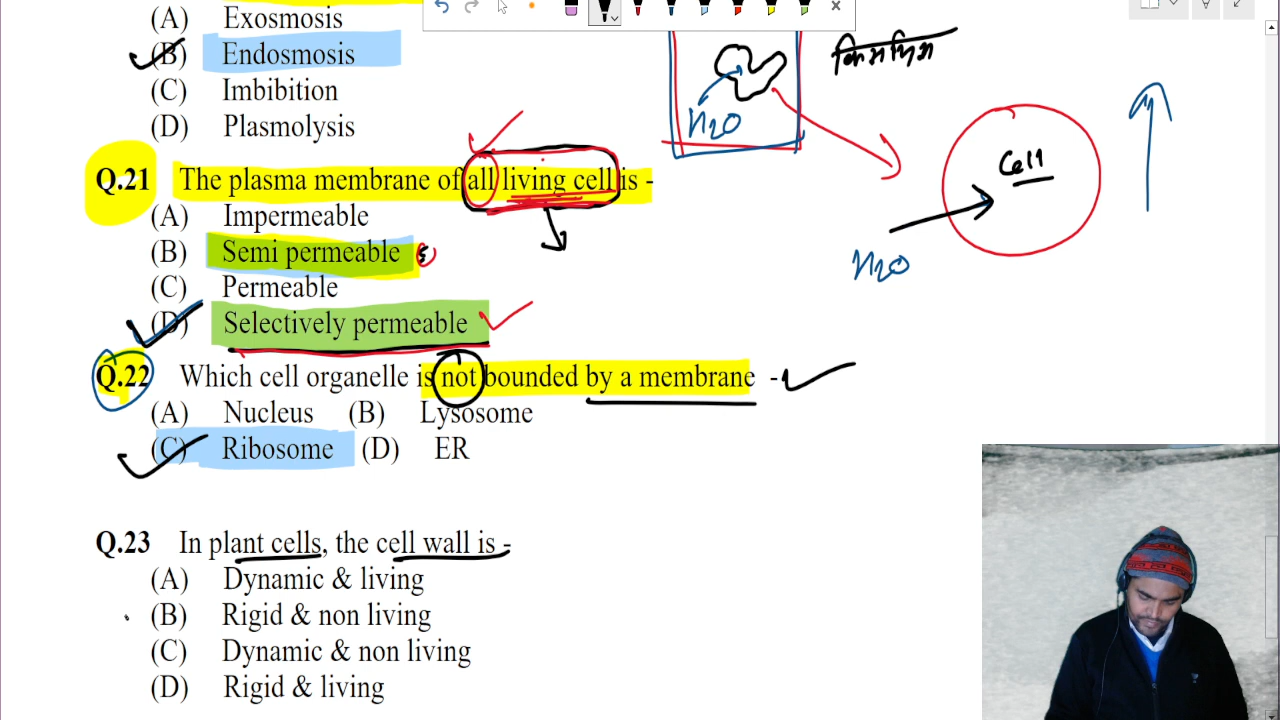 (A) Exosmosis
(B) Endosmosis
(C) Imbibition
(D) Plasmolysis
H2O
Cell
H2O
Q.21 The plasma membrane of all living cell is -
(A) Impermeable
(B) Semi permeable
(C) Permeable
(D) Selectively permeable
Q.22 Which cell organelle is not bounded by a membrane -
(A) Nucleus (B) Lysosome
(C) Ribosome (D) ER
Q.23 In plant cells, the cell wall is -
(A) Dynamic & living
(B) Rigid & non living
(C) Dynamic & non living
(D) Rigid & living